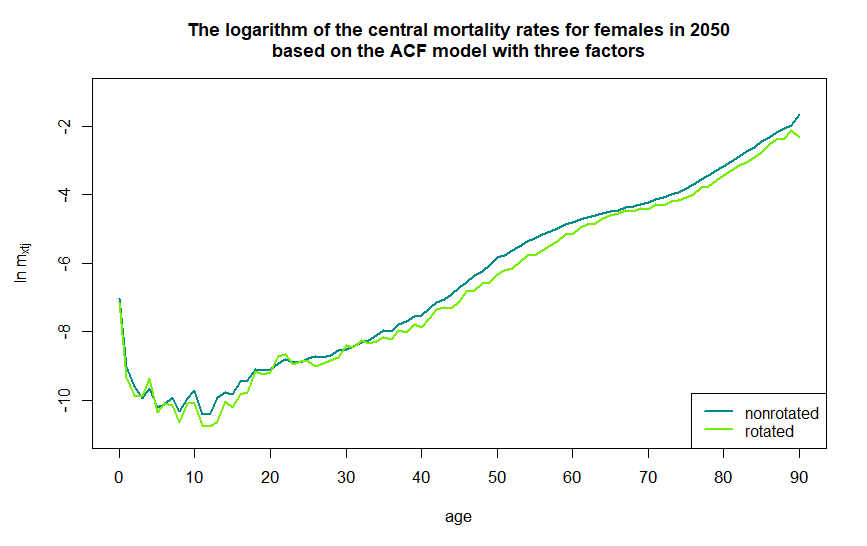 The logarithm of the central mortality rates for females in 2050
based on the ACF model with three factors
ln mxtj
-2
-4
-6
-8
-10
nonrotated
rotated
0 10 20 30 40 50 60 70 80 90
age